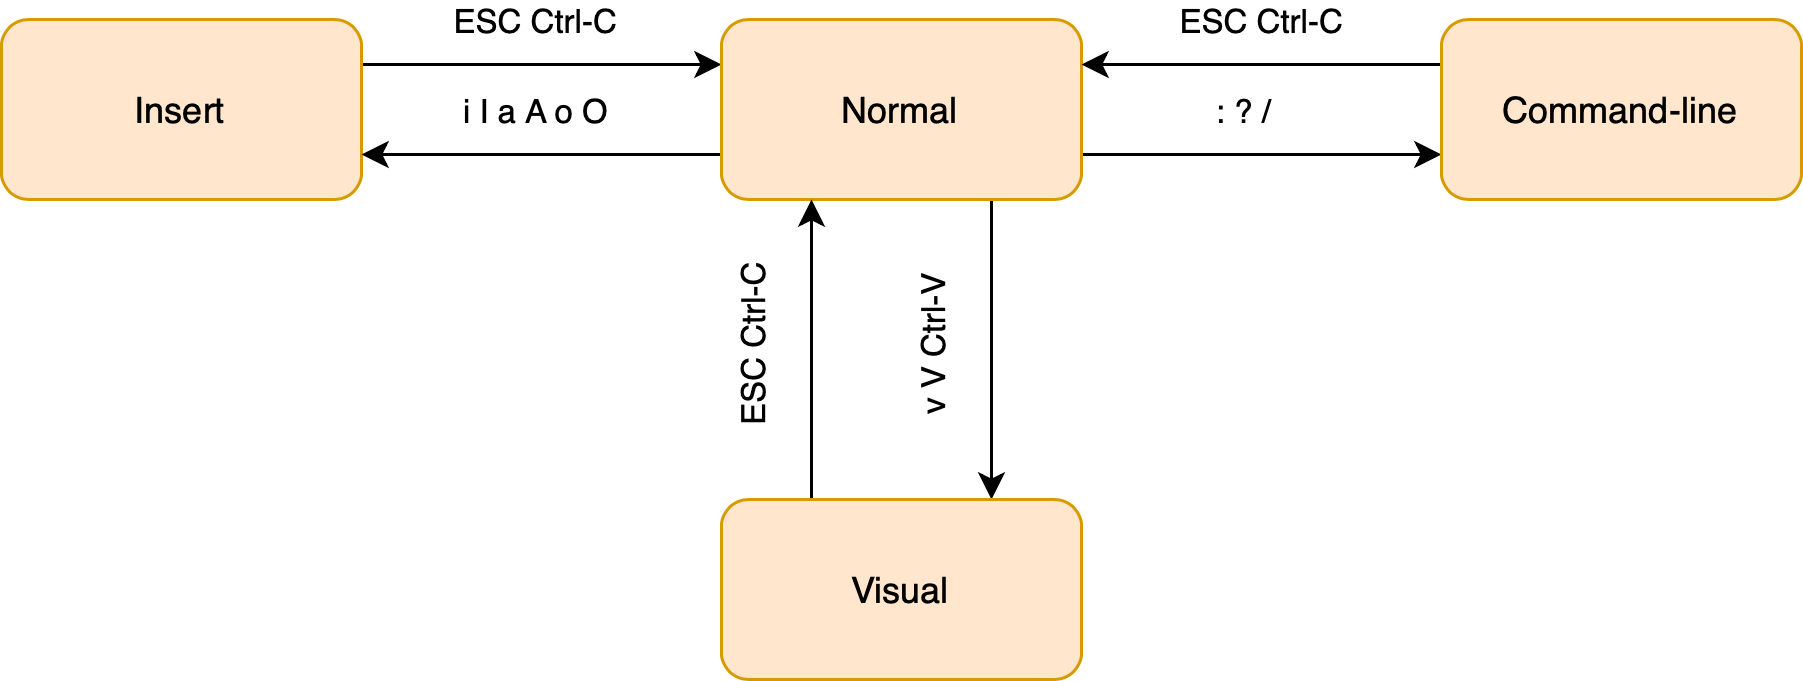 ESC Ctrl-C
ESC Ctrl-C
Insert
i I a A o O
Normal
: ? /
Command-line
ESC Ctrl-C
v V Ctrl-V
Visual